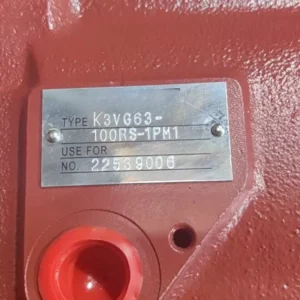 TYPE K3VG63-
100RS-1PM1
USE FOR
NO. 22539006